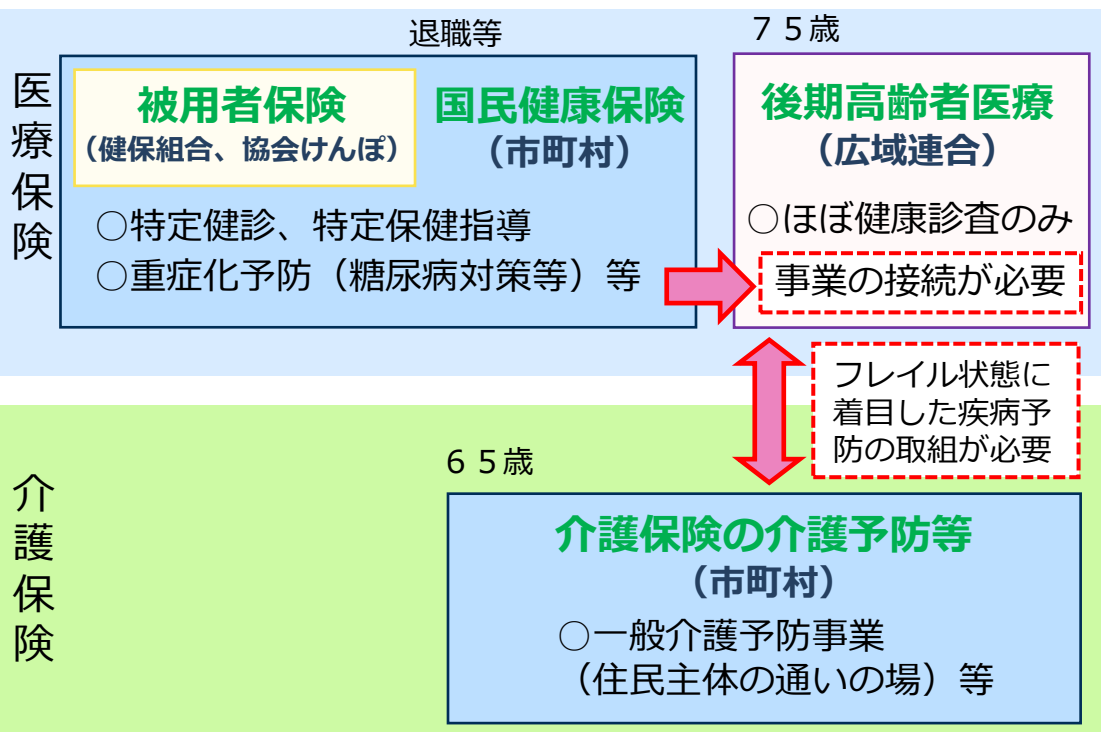 退職等
７５歳
医療保険
被用者保険
（健保組合、協会けんぽ）
国民健康保険
（市町村）
○特定健診、特定保健指導
○重症化予防（糖尿病対策等）等
後期高齢者医療
（広域連合）
○ほぼ健康診査のみ
事業の接続が必要
フレイル状態に
着目した疾病予
防の取組が必要
介護保険
６５歳
介護保険の介護予防等
（市町村）
○一般介護予防事業
（住民主体の通いの場）等